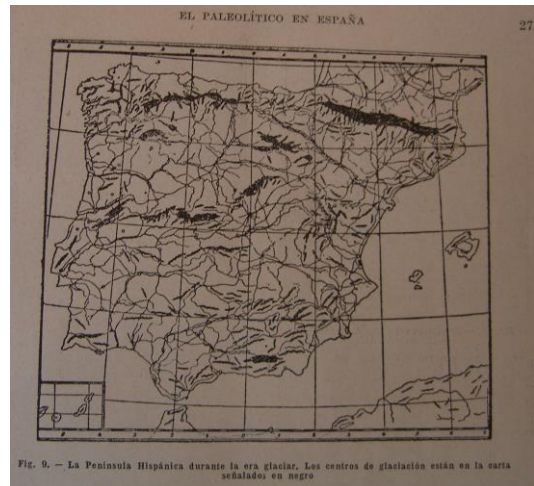 EL PALEOLÍTICO EN ESPAÑA
27
Fig. 9. — La Península Hispánica durante la era glaciar. Los centros de glaciación están en la carta
señalados en negro